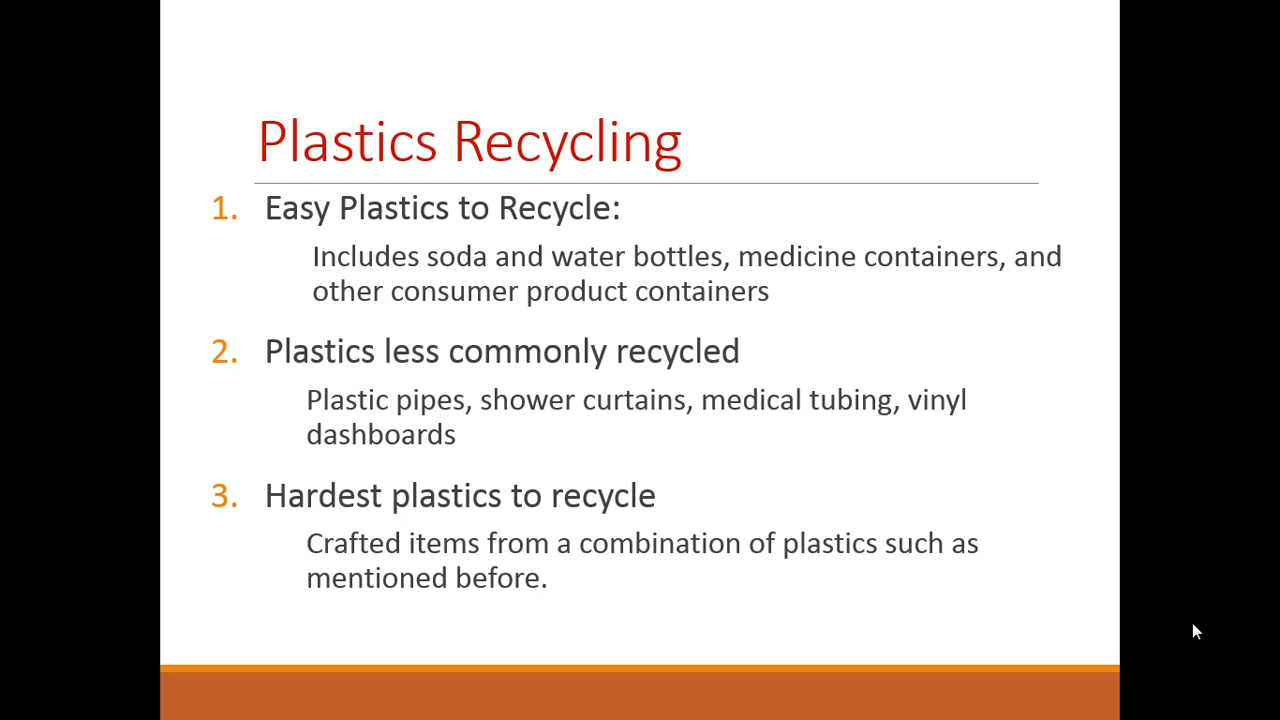 Plastics Recycling
1. Easy Plastics to Recycle:
Includes soda and water bottles, medicine containers, and
other consumer product containers
2. Plastics less commonly recycled
Plastic pipes, shower curtains, medical tubing, vinyl
dashboards
3. Hardest plastics to recycle
Crafted items from a combination of plastics such as
mentioned before.